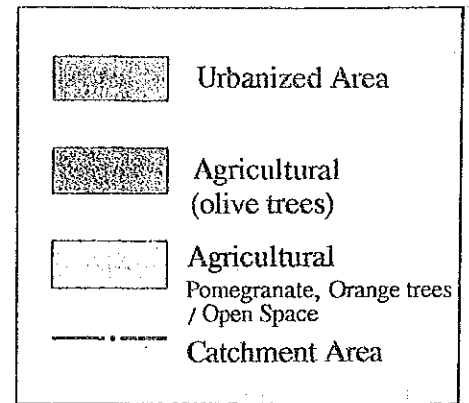 Urbanized Area
Agricultural
(olive trees)
Agricultural
Pomegranate, Orange trees
/ Open Space
Catchment Area